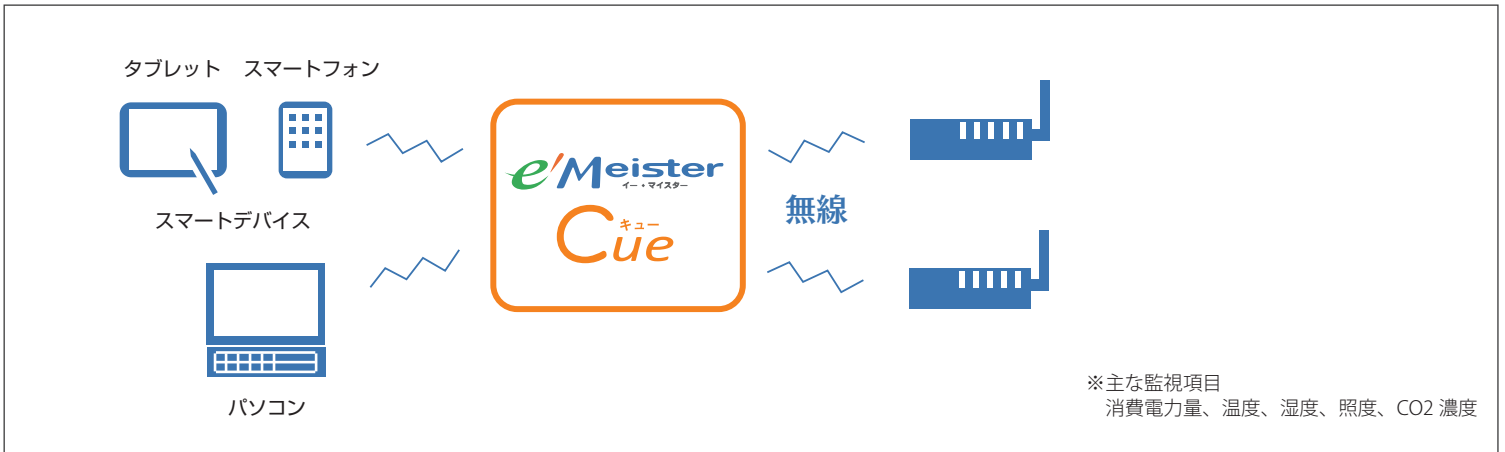 タブレット スマートフォン
スマートデバイス
パソコン
e'Meister
イー・マイスター
キュー
Cue
無線
※主な監視項目
消費電力量、温度、湿度、照度、CO2 濃度